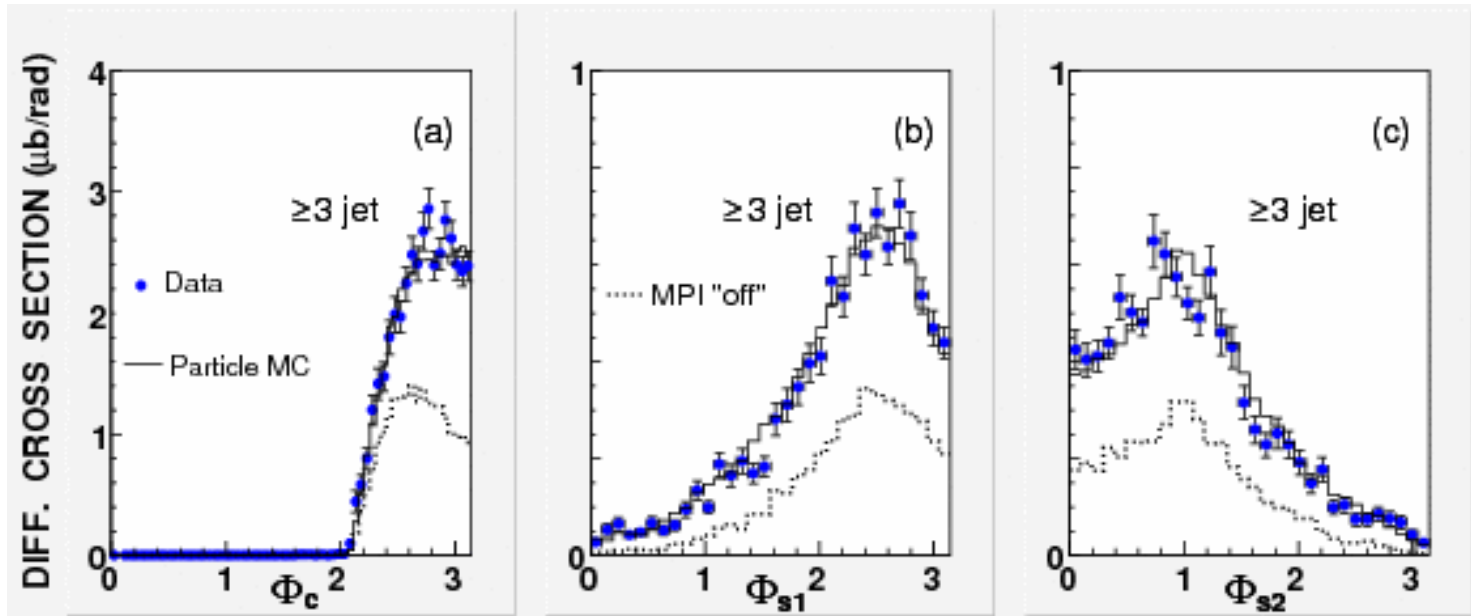 DIFF. CROSS SECTION (μb/rad)
4
3
2
1
0
(a)
≥3 jet
Data
Particle MC
0 1 2 3
Φc
1
0
(b)
≥3 jet
MPI "off"
0 1 2 3
Φs1
1
0
(c)
≥3 jet
0 1 2 3
Φs2